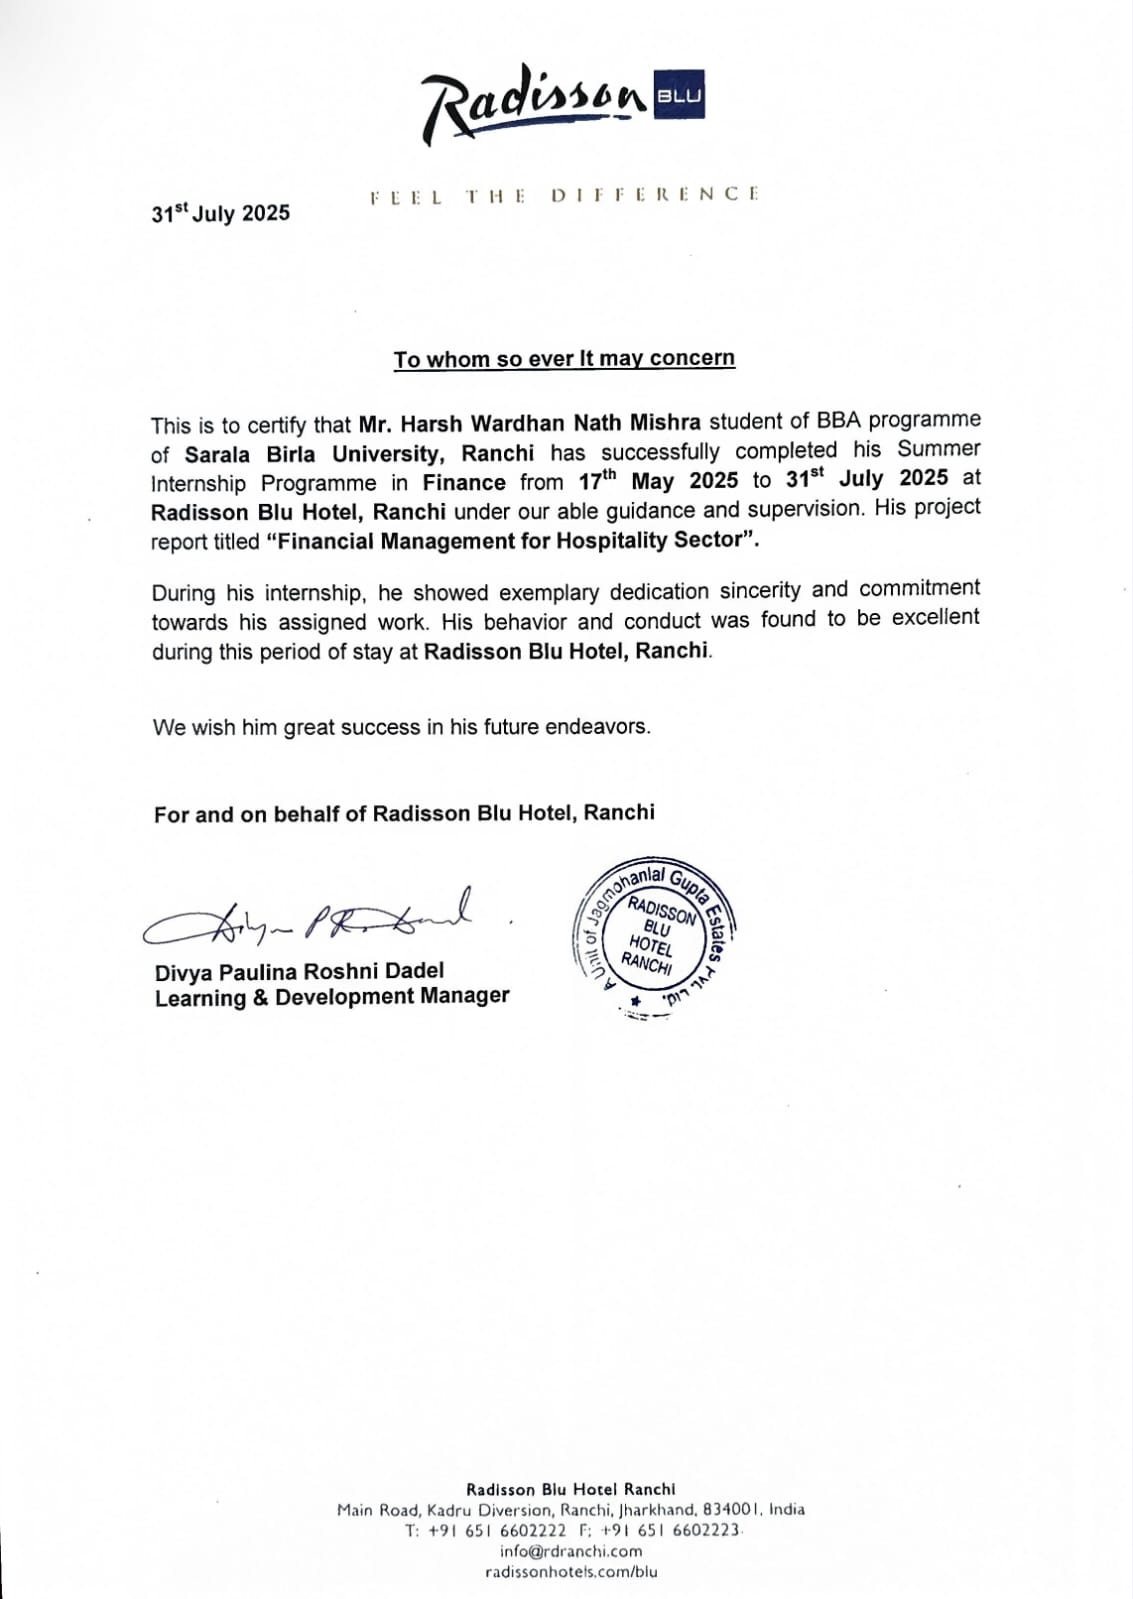 Radisson BLU
FEEL THE DIFFERENCE
31st July 2025
To whom so ever It may concern
This is to certify that Mr. Harsh Wardhan Nath Mishra student of BBA programme
of Sarala Birla University, Ranchi has successfully completed his Summer
Internship Programme in Finance from 17th May 2025 to 31st July 2025 at
Radisson Blu Hotel, Ranchi under our able guidance and supervision. His project
report titled “Financial Management for Hospitality Sector”.
During his internship, he showed exemplary dedication sincerity and commitment
towards his assigned work. His behavior and conduct was found to be excellent
during this period of stay at Radisson Blu Hotel, Ranchi.
We wish him great success in his future endeavors.
For and on behalf of Radisson Blu Hotel, Ranchi
A Unit of Jagmohanlal Gupta Estates Pvt. Ltd.
RADISSON
BLU
HOTEL
RANCHI
Divya Paulina Roshni Dadel
Learning & Development Manager
Radisson Blu Hotel Ranchi
Main Road, Kadru Diversion, Ranchi, Jharkhand, 834001, India
T: +91 651 6602222 F: +91 651 6602223
info@rdranchi.com
radissonhotels.com/blu